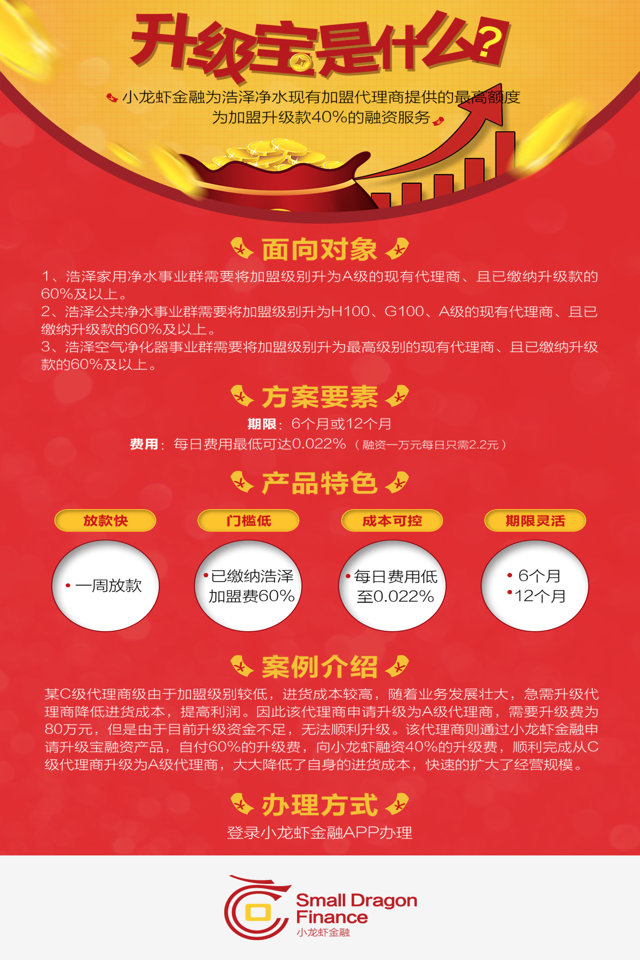 升级宝是什么?
小龙虾金融为浩泽净水现有加盟代理商提供的最高额度
为加盟升级款40%的融资服务
面向对象
1、浩泽家用净水事业群需要将加盟级别升为A级的现有代理商、且已缴纳升级款的
60%及以上。
2、浩泽公共净水事业群需要将加盟级别升为H100、G100、A级的现有代理商、且已
缴纳升级款的60%及以上。
3、浩泽空气净化器事业群需要将加盟级别升为最高级别的现有代理商、且已缴纳升级
款的60%及以上。
方案要素
期限：6个月或12个月
费用：每日费用最低可达0.022%（融资一万元每日只需2.2元）
产品特色
放款快 门槛低 成本可控 期限灵活
•一周放款
•已缴纳浩泽
加盟费60%
•每日费用低
至0.022%
•6个月
•12个月
案例介绍
某C级代理商级由于加盟级别较低，进货成本较高，随着业务发展壮大，急需升级代
理商降低进货成本，提高利润。因此该代理商申请升级为A级代理商，需要升级费为
80万元，但是由于目前升级资金不足，无法顺利升级。该代理商则通过小龙虾金融申
请升级宝融资产品，自付60%的升级费，向小龙虾融资40%的升级费，顺利完成从C
级代理商升级为A级代理商，大大降低了自身的进货成本，快速的扩大了经营规模。
办理方式
登录小龙虾金融APP办理
Small Dragon
Finance
小龙虾金融